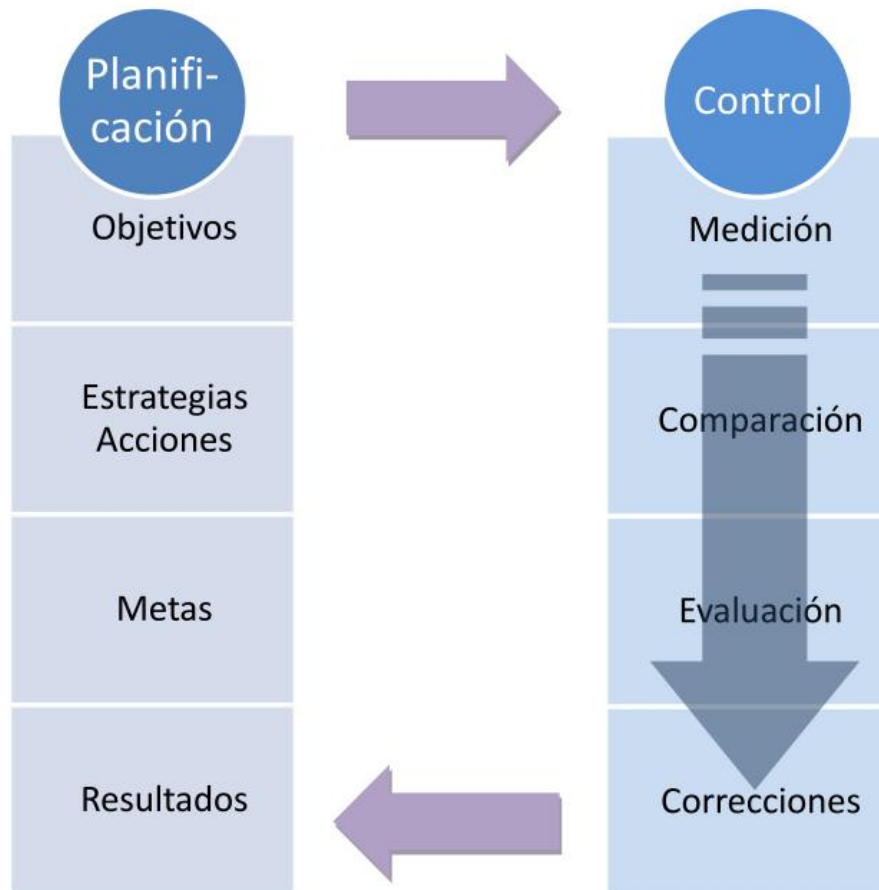 Planifi-
cación
Objetivos
Estrategias
Acciones
Metas
Resultados
Control
Medición
Comparación
Evaluación
Correcciones